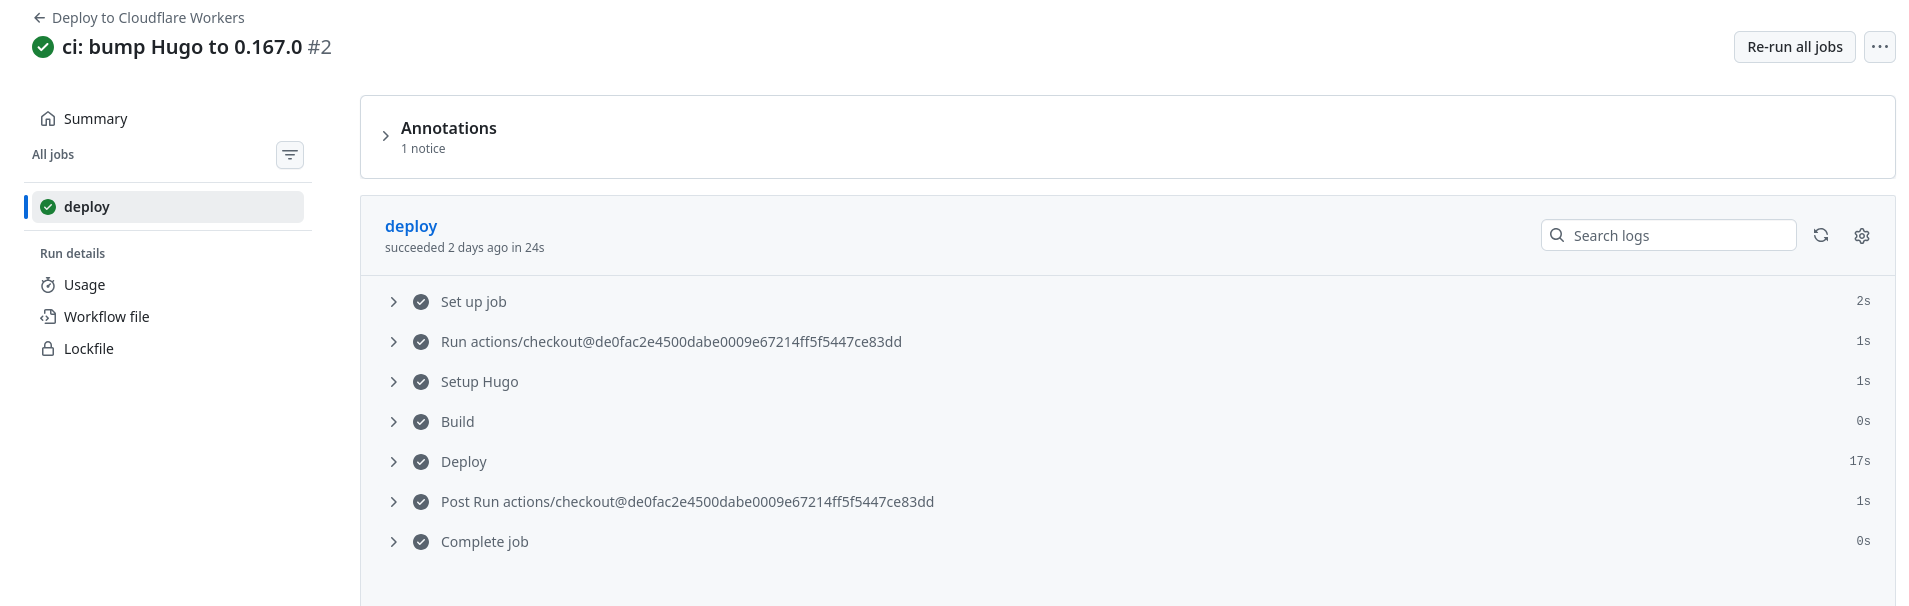 Deploy to Cloudflare Workers
ci: bump Hugo to 0.167.0 #2
Re-run all jobs
Summary
All jobs
deploy
Run details
Usage
Workflow file
Lockfile
Annotations
1 notice
deploy
succeeded 2 days ago in 24s
Search logs
Set up job 2s
Run actions/checkout@de0fac2e4500dabe0009e67214ff5f5447ce83dd 1s
Setup Hugo 1s
Build 0s
Deploy 17s
Post Run actions/checkout@de0fac2e4500dabe0009e67214ff5f5447ce83dd 1s
Complete job 0s